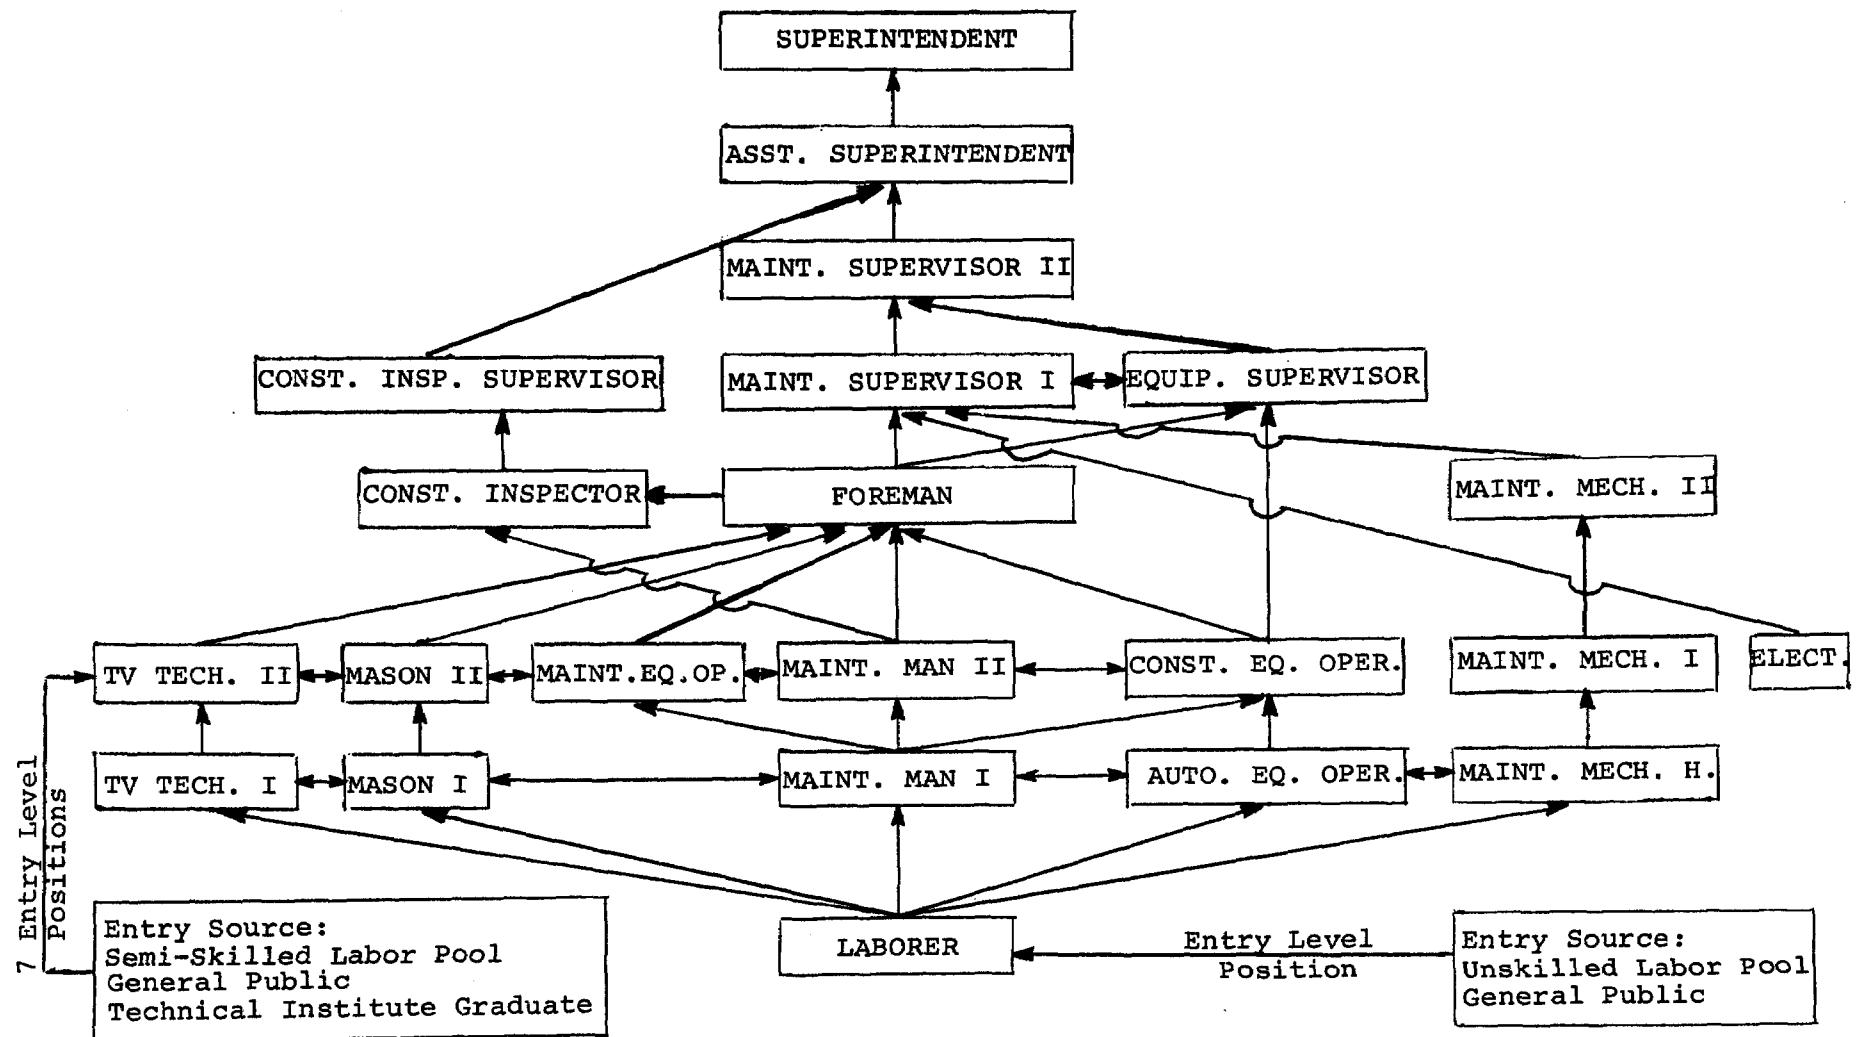 SUPERINTENDENT
ASST. SUPERINTENDENT
MAINT. SUPERVISOR II
CONST. INSP. SUPERVISOR
MAINT. SUPERVISOR I
EQUIP. SUPERVISOR
CONST. INSPECTOR
FOREMAN
MAINT. MECH. II
TV TECH. II
MASON II
MAINT.EQ.OP.
MAINT. MAN II
CONST. EQ. OPER.
MAINT. MECH. I
ELECT.
TV TECH. I
MASON I
MAINT. MAN I
AUTO. EQ. OPER.
MAINT. MECH. H.
7 Entry Level
Positions
Entry Source:
Semi-Skilled Labor Pool
General Public
Technical Institute Graduate
LABORER
Entry Level
Position
Entry Source:
Unskilled Labor Pool
General Public